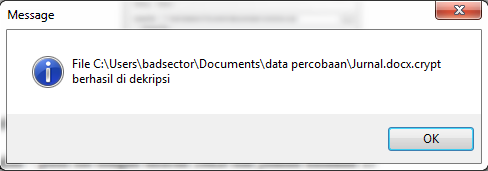 Message
File C:\Users\badsector\Documents\data percobaan\Jurnal.docx.crypt
berhasil di dekripsi
OK